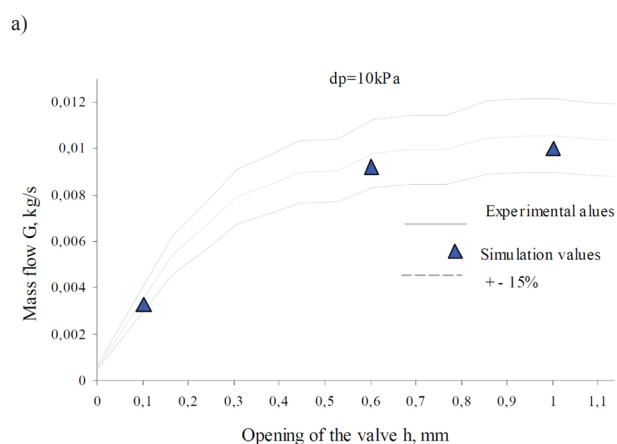 a)
dp=10kPa
0,012
0,01
0,008
0,006
0,004
0,002
0
Mass flow G, kg/s
Experimental alues
Simulation values
+ - 15%
0 0,1 0,2 0,3 0,4 0,5 0,6 0,7 0,8 0,9 1 1,1
Opening of the valve h, mm